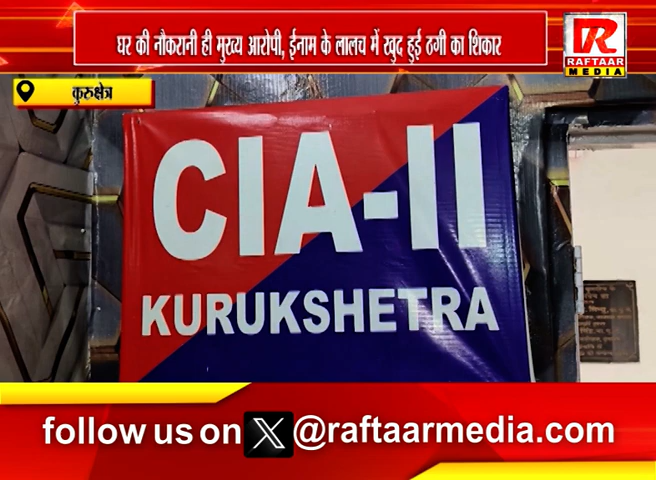 घर की नौकरानी ही मुख्य आरोपी, ईनाम के लालच में खुद हुई ठगी का शिकार
R
RAFTAAR
MEDIA
कुरुक्षेत्र
CIA-II
KURUKSHETRA
follow us on X @raftaarmedia.com